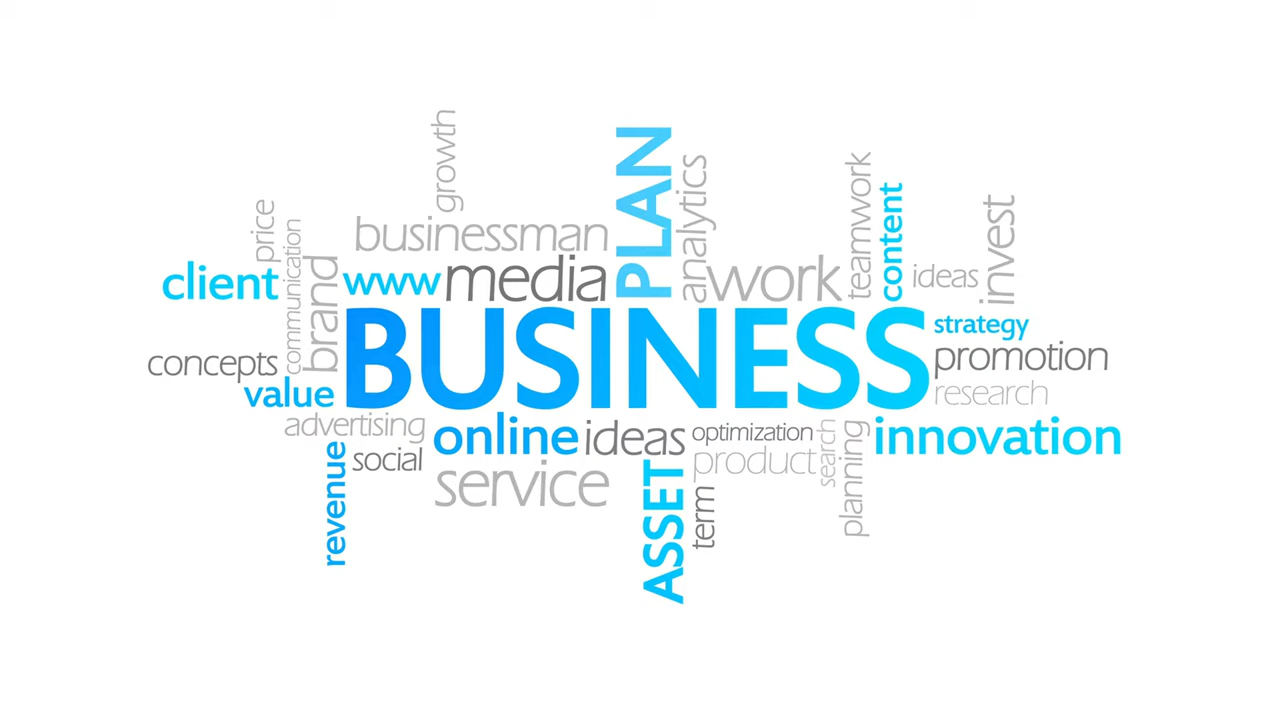 growth
PLAN
analytics
teamwork
content
price
communication
businessman
invest
client
brand
www
media
work
ideas
BUSINESS
strategy
concepts
promotion
value
research
advertising
online
ideas
optimization
search
planning
innovation
revenue
social
service
ASSET
product
term